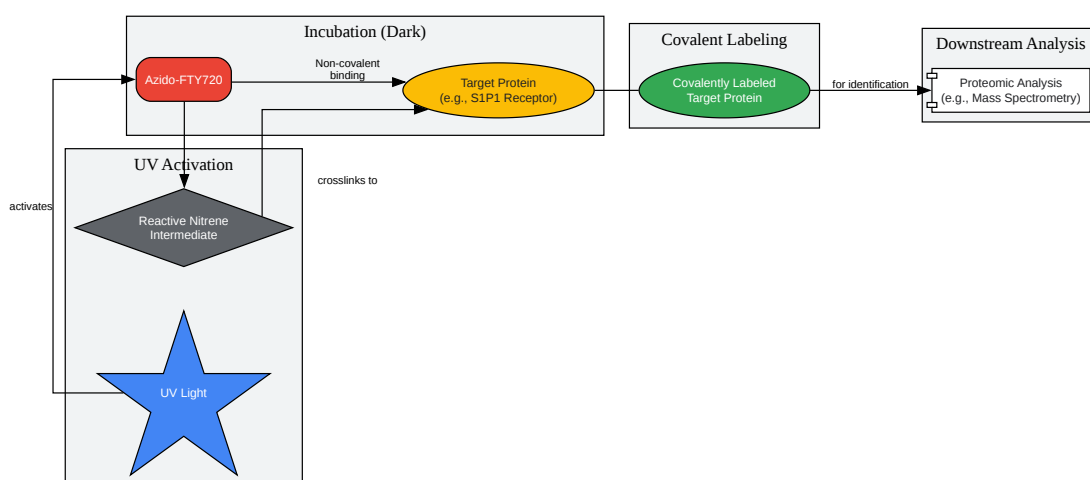 Incubation (Dark)
Azido-FTY720
Non-covalent
binding
Target Protein
(e.g., S1P1 Receptor)
Covalent Labeling
Covalently Labeled
Target Protein
for identification
Downstream Analysis
Proteomic Analysis
(e.g., Mass Spectrometry)
UV Activation
crosslinks to
activates
Reactive Nitrene
Intermediate
UV Light